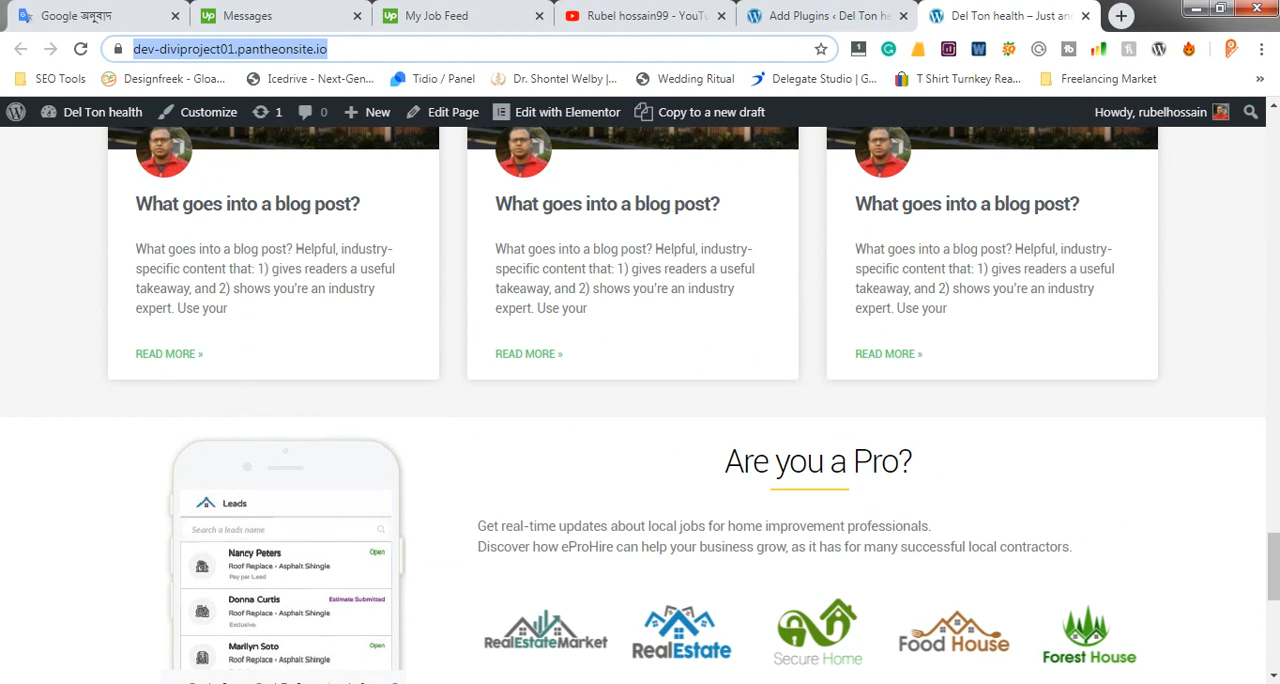 Google অনুবাদ
Messages
My Job Feed
Rubel hossain99 - YouTu
Add Plugins ‹ Del Ton he
Del Ton health – Just an
dev-diviproject01.pantheonsite.io
SEO Tools
Designfreek - Gloa...
Icedrive - Next-Gen...
Tidio / Panel
Dr. Shontel Welby |...
Wedding Ritual
Delegate Studio | G...
T Shirt Turnkey Rea...
Freelancing Market
»
Del Ton health
Customize
1
0
New
Edit Page
Edit with Elementor
Copy to a new draft
Howdy, rubelhossain
What goes into a blog post?
What goes into a blog post? Helpful, industry-
specific content that: 1) gives readers a useful
takeaway, and 2) shows you're an industry
expert. Use your
READ MORE »
What goes into a blog post?
What goes into a blog post? Helpful, industry-
specific content that: 1) gives readers a useful
takeaway, and 2) shows you're an industry
expert. Use your
READ MORE »
What goes into a blog post?
What goes into a blog post? Helpful, industry-
specific content that: 1) gives readers a useful
takeaway, and 2) shows you're an industry
expert. Use your
READ MORE »
Leads
Search a leads name
Nancy Peters Open
Roof Replace - Asphalt Shingle
Pay per Lead
Donna Curtis Estimate Submitted
Roof Replace - Asphalt Shingle
Exclusive
Marilyn Soto Open
Roof Replace - Asphalt Shingle
Are you a Pro?
Get real-time updates about local jobs for home improvement professionals.
Discover how eProHire can help your business grow, as it has for many successful local contractors.
RealEstateMarket
RealEstate
Secure Home
Food House
Forest House